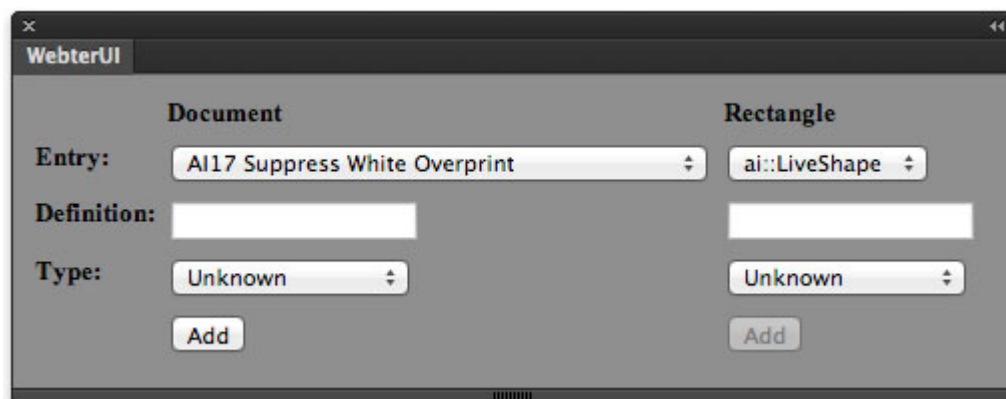 WebterUI
Document Rectangle
Entry: AI17 Suppress White Overprint ai::LiveShape
Definition:
Type: Unknown Unknown
Add Add